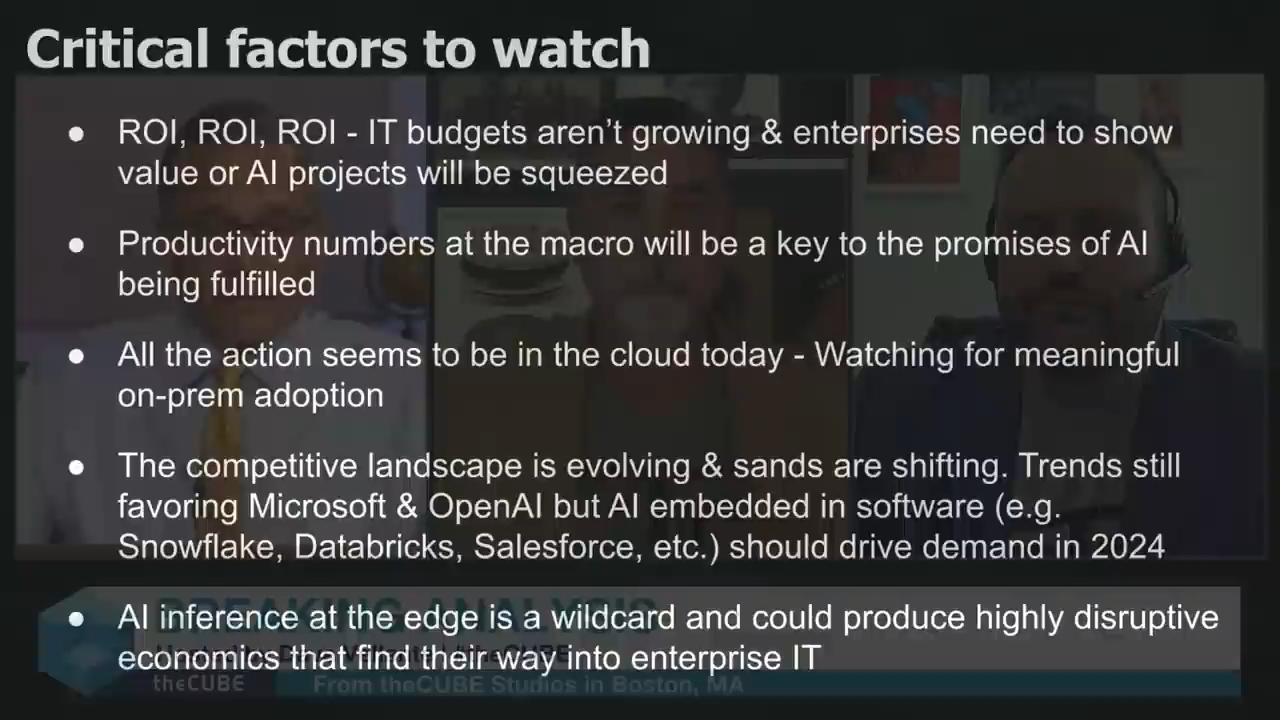 Critical factors to watch
● ROI, ROI, ROI - IT budgets aren't growing & enterprises need to show
value or AI projects will be squeezed
● Productivity numbers at the macro will be a key to the promises of AI
being fulfilled
● All the action seems to be in the cloud today - Watching for meaningful
on-prem adoption
● The competitive landscape is evolving & sands are shifting. Trends still
favoring Microsoft & OpenAI but AI embedded in software (e.g.
Snowflake, Databricks, Salesforce, etc.) should drive demand in 2024
BREAKING ANALYSIS
● AI inference at the edge is a wildcard and could produce highly disruptive
economics that find their way into enterprise IT
theCUBE
From theCUBE Studios in Boston, MA